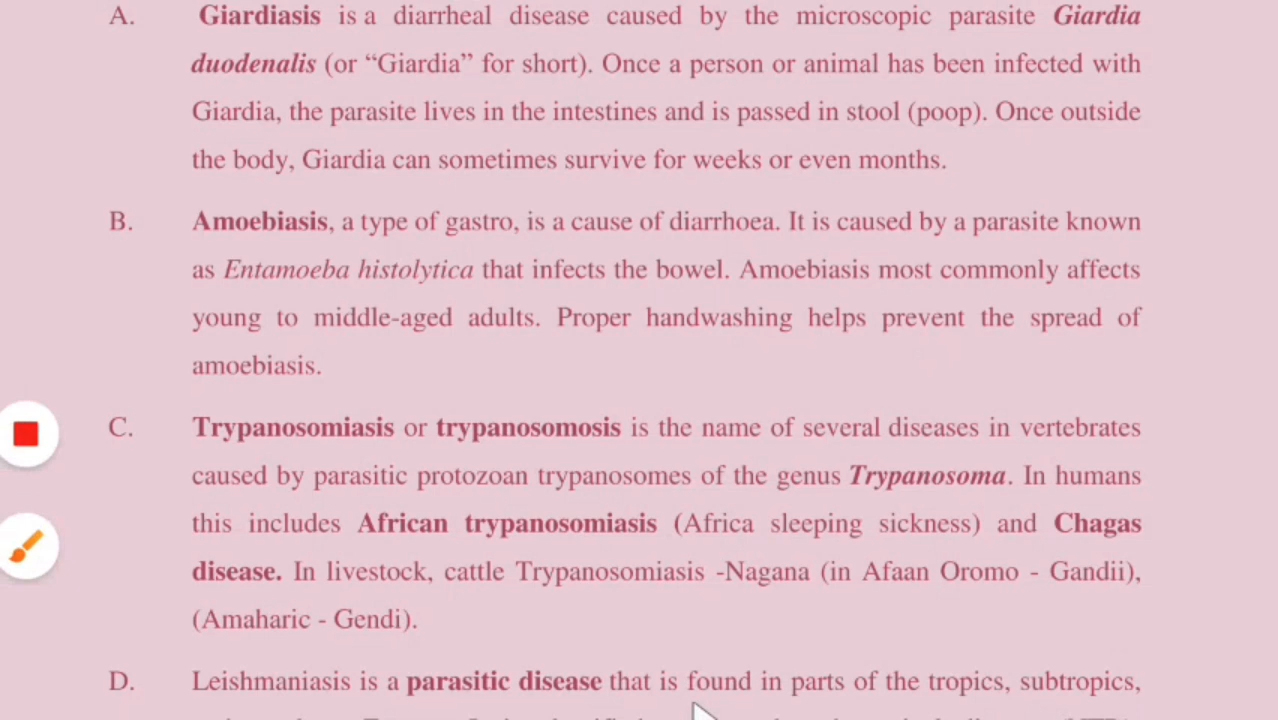 A. Giardiasis is a diarrheal disease caused by the microscopic parasite Giardia
duodenalis (or “Giardia” for short). Once a person or animal has been infected with
Giardia, the parasite lives in the intestines and is passed in stool (poop). Once outside
the body, Giardia can sometimes survive for weeks or even months.
B. Amoebiasis, a type of gastro, is a cause of diarrhoea. It is caused by a parasite known
as Entamoeba histolytica that infects the bowel. Amoebiasis most commonly affects
young to middle-aged adults. Proper handwashing helps prevent the spread of
amoebiasis.
C. Trypanosomiasis or trypanosomosis is the name of several diseases in vertebrates
caused by parasitic protozoan trypanosomes of the genus Trypanosoma. In humans
this includes African trypanosomiasis (Africa sleeping sickness) and Chagas
disease. In livestock, cattle Trypanosomiasis -Nagana (in Afaan Oromo - Gandii),
(Amaharic - Gendi).
D. Leishmaniasis is a parasitic disease that is found in parts of the tropics, subtropics,